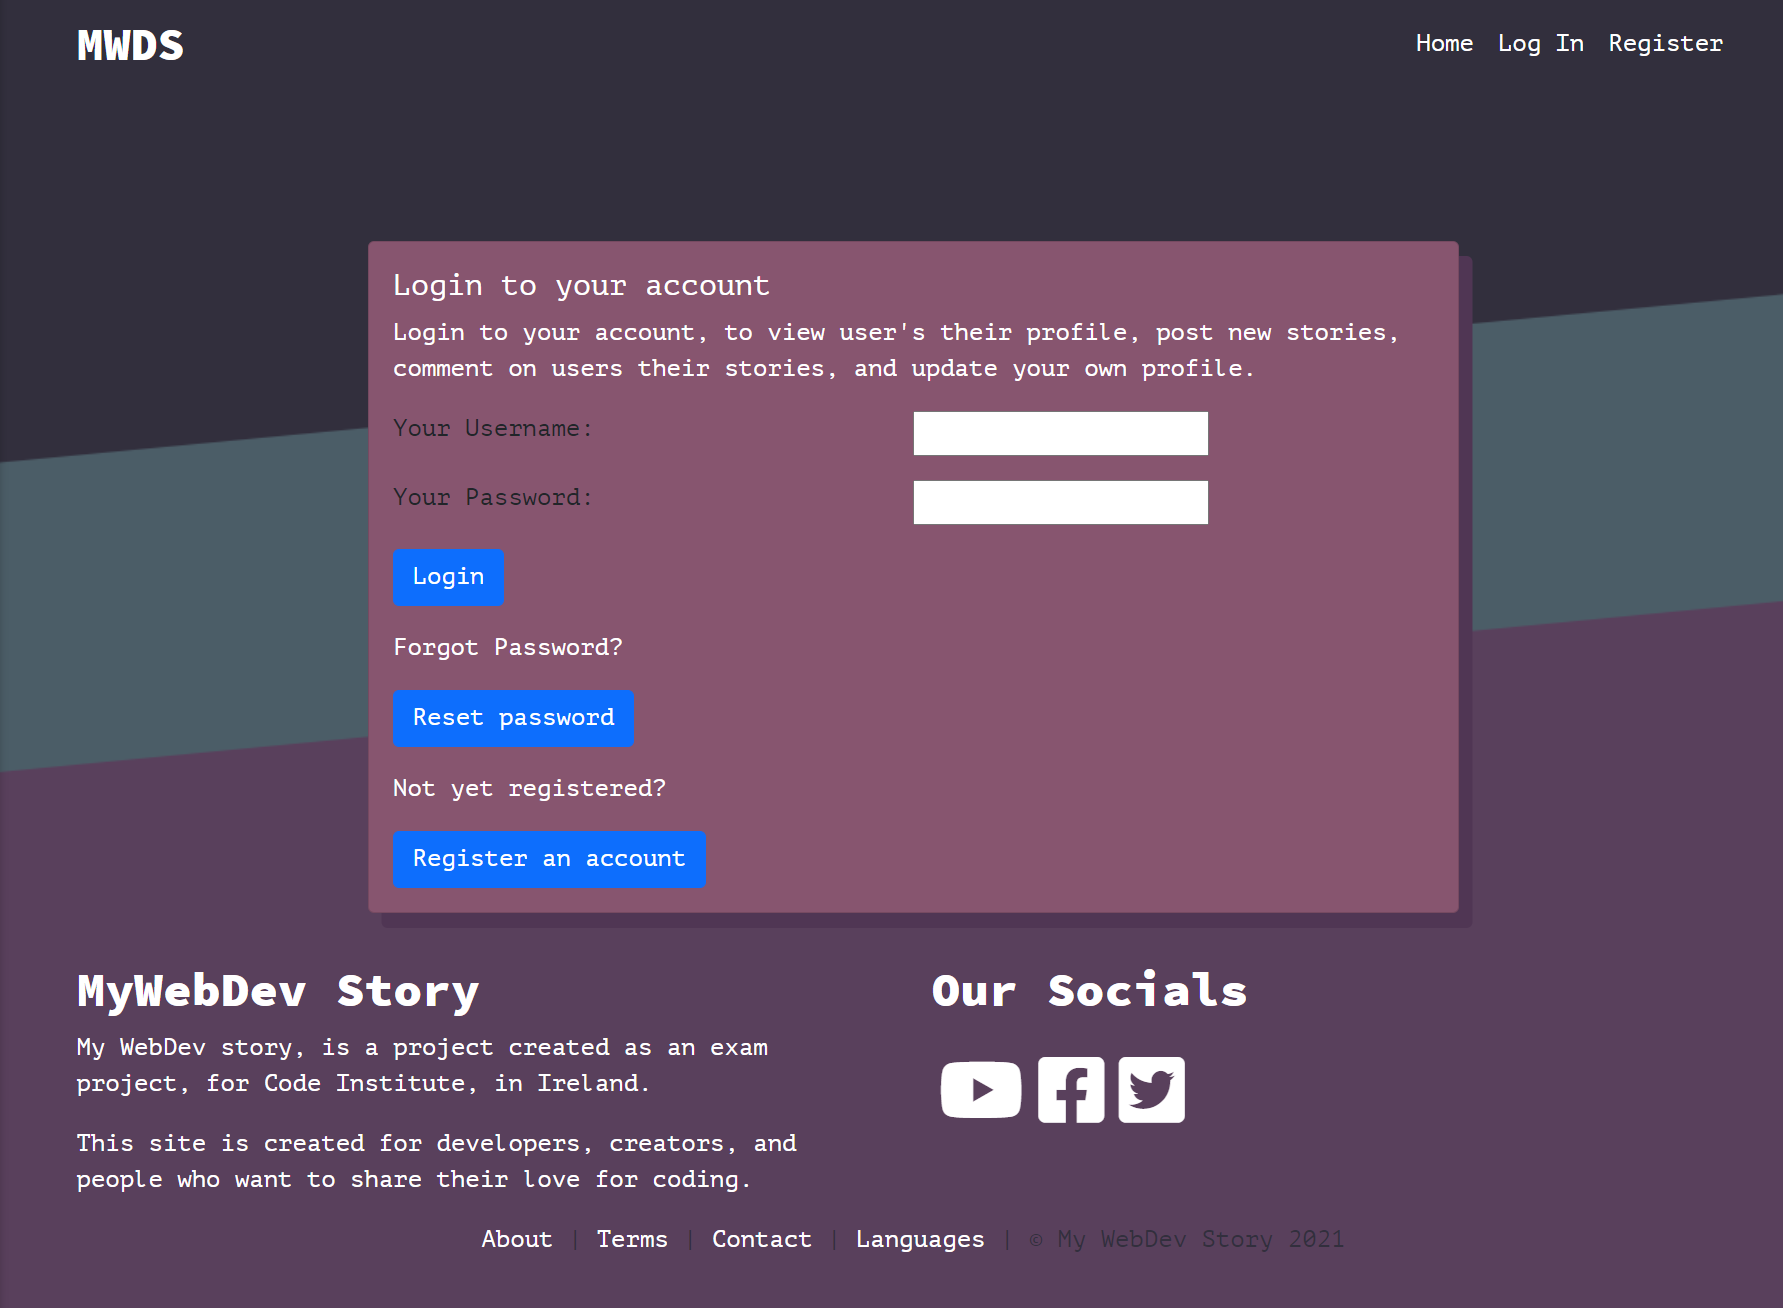 MWDS
Home Log In Register
Login to your account
Login to your account, to view user's their profile, post new stories,
comment on users their stories, and update your own profile.
Your Username:
Your Password:
Login
Forgot Password?
Reset password
Not yet registered?
Register an account
MyWebDev Story
My WebDev story, is a project created as an exam
project, for Code Institute, in Ireland.
This site is created for developers, creators, and
people who want to share their love for coding.
Our Socials
About | Terms | Contact | Languages | © My WebDev Story 2021